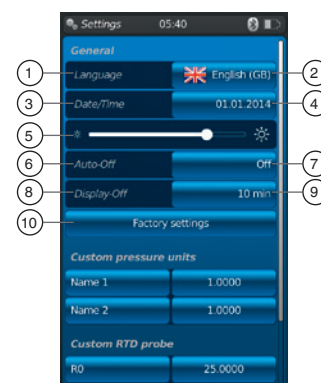 Settings 05:40
General
1 Language English (GB) 2
3 Date/Time 01.01.2014 4
5
6 Auto-Off Off 7
8 Display-Off 10 min 9
10 Factory settings
Custom pressure units
Name 1 1.0000
Name 2 1.0000
Custom RTD probe
R0 25.0000